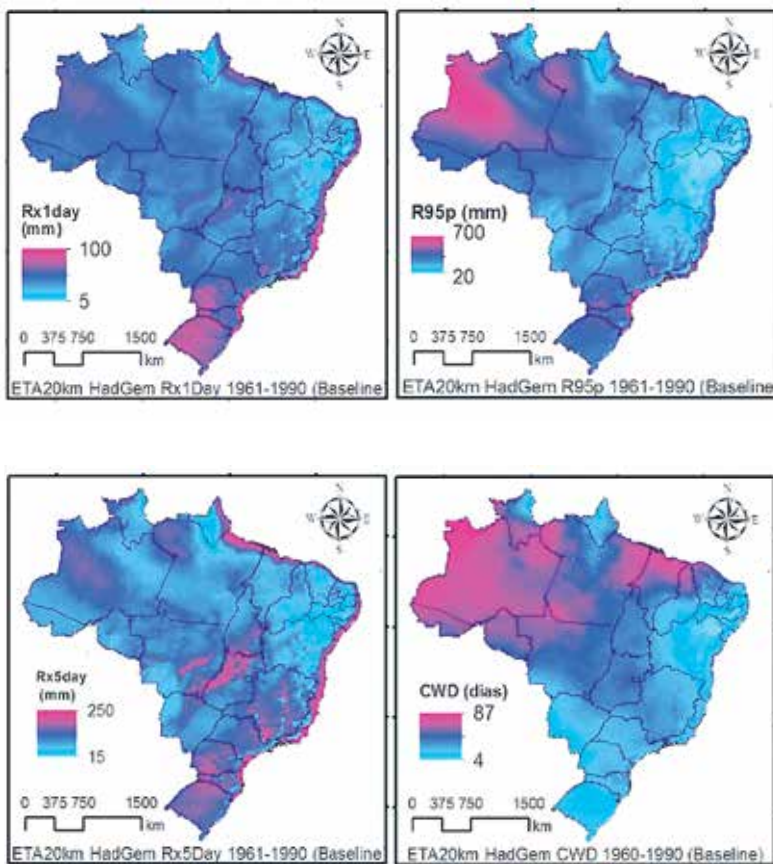 N
W E
S
Rx1day
(mm)
100
5
0 375 750 1500
km
ETA20km HadGem Rx1Day 1961-1990 (Baseline)
N
W E
S
R95p (mm)
700
20
0 375 750 1500
km
ETA20km HadGem R95p 1961-1990 (Baseline)
N
W E
S
Rx5day
(mm)
250
15
0 375 750 1500
km
ETA20km HadGem Rx5Day 1961-1990 (Baseline)
N
W E
S
CWD (dias)
87
4
0 375 750 1500
km
ETA20km HadGem CWD 1960-1990 (Baseline)